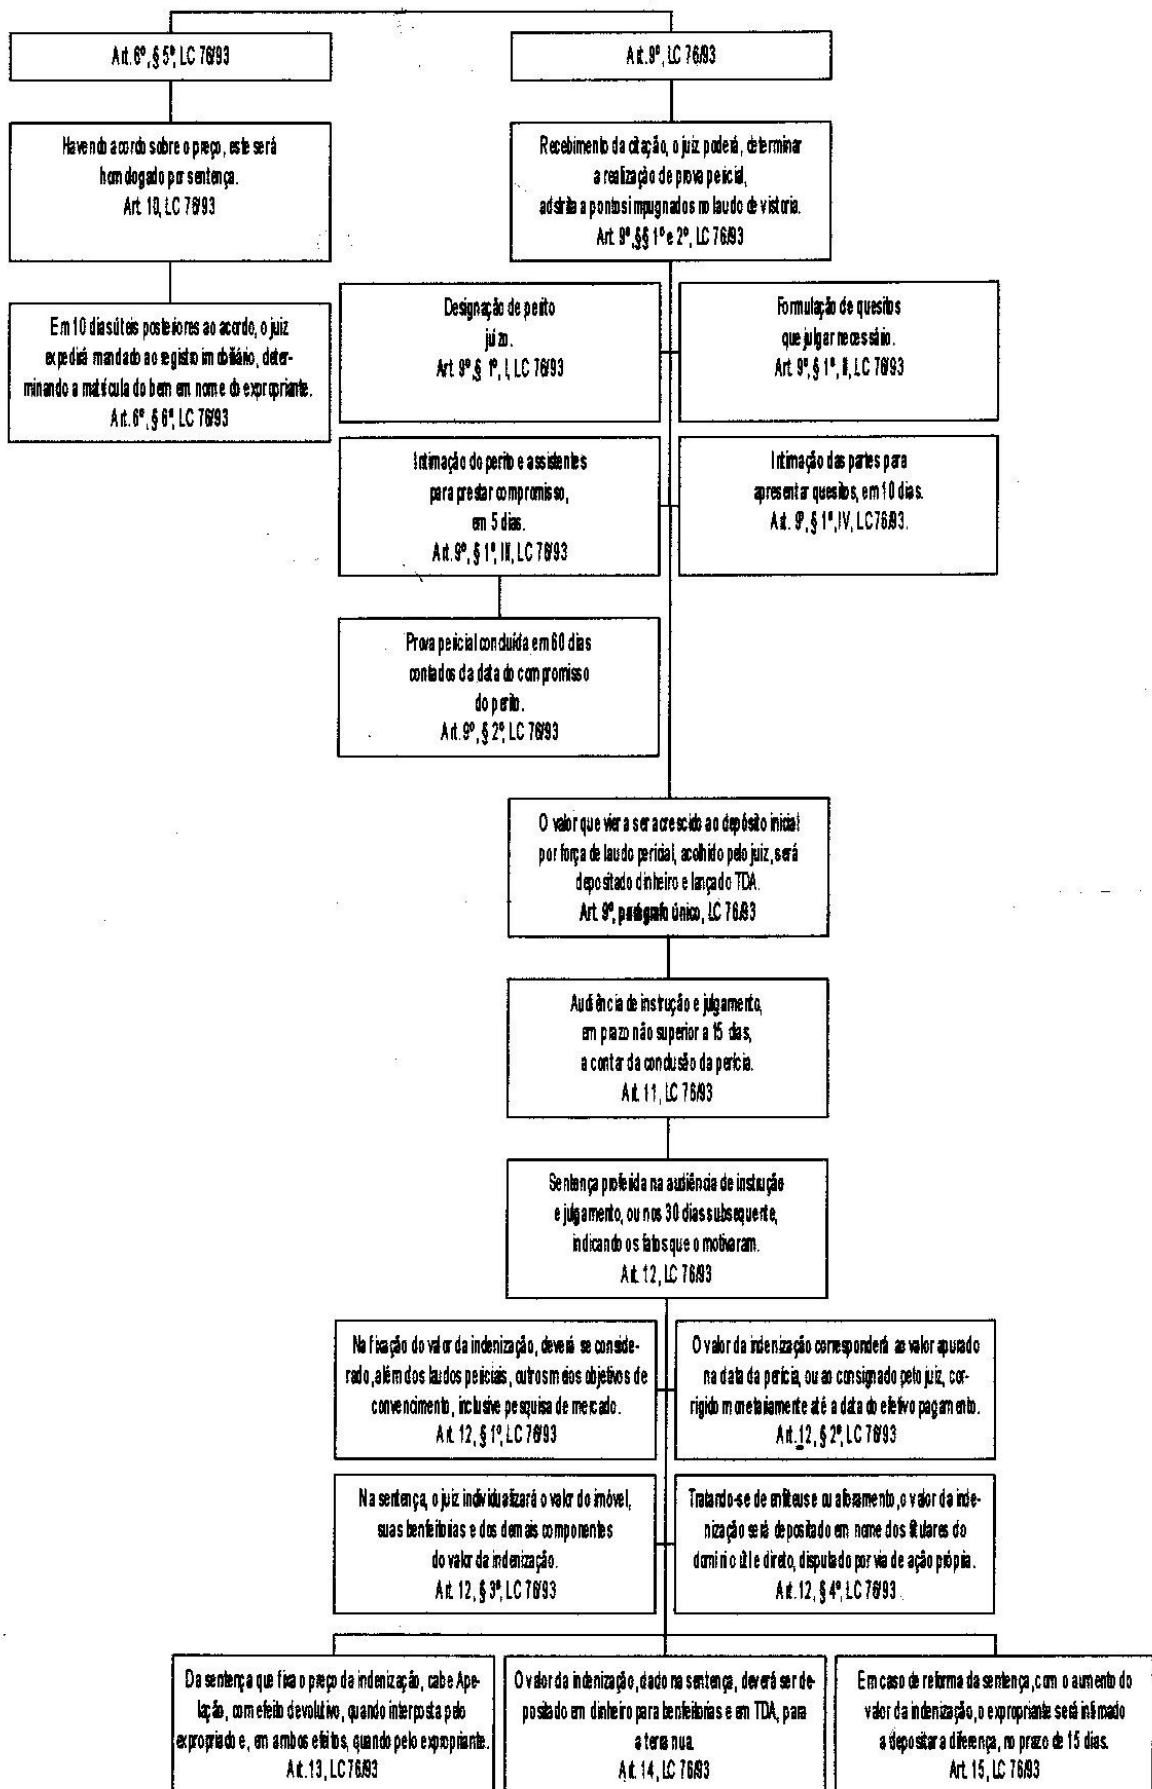 Art. 6º, § 5º, LC 76/93
Art. 9º, LC 76/93
Havendo acordo sobre o preço, este será
homologado por sentença.
Art. 10, LC 76/93
Recebimento da citação, o juiz poderá, determinar
a realização de prova pericial,
adstrita a pontos impugnados no laudo de vistoria.
Art. 9º, §§ 1º e 2º, LC 76/93
Em 10 dias úteis posteriores ao acordo, o juiz
expedirá mandado ao registro imobiliário, deter-
minando a matrícula do bem em nome do expropriante.
Art. 6º, § 6º, LC 76/93
Designação de perito
juízo.
Art. 9º, § 1º, I, LC 76/93
Formulação de quesitos
que julgar necessário.
Art. 9º, § 1º, II, LC 76/93
Intimação do perito e assistentes
para prestar compromisso,
em 5 dias.
Art. 9º, § 1º, III, LC 76/93
Intimação das partes para
apresentar quesitos, em 10 dias.
Art. 9º, § 1º, IV, LC 76/93.
Prova pericial concluída em 60 dias
contados da data do compromisso
do perito.
Art. 9º, § 2º, LC 76/93
O valor que vier a ser acrescido ao depósito inicial
por força de laudo pericial, acolhido pelo juiz, será
depositado dinheiro e lançado TDA.
Art. 9º, parágrafo único, LC 76/93
Audiência de instrução e julgamento,
em prazo não superior a 15 dias,
a contar da conclusão da perícia.
Art. 11, LC 76/93
Sentença proferida na audiência de instrução
e julgamento, ou nos 30 dias subsequente,
indicando os fatos que o motivaram.
Art. 12, LC 76/93
Na fixação do valor da indenização, deverá se conside-
rado, além dos laudos periciais, outros meios objetivos de
convencimento, inclusive pesquisa de mercado.
Art. 12, § 1º, LC 76/93
O valor da indenização corresponderá ao valor apurado
na data da perícia, ou ao consignado pelo juiz, cor-
rigido monetariamente até a data do efetivo pagamento.
Art. 12, § 2º, LC 76/93
Na sentença, o juiz individualizará o valor do imóvel,
suas benfeitorias e dos demais componentes
do valor da indenização.
Art. 12, § 3º, LC 76/93
Tratando-se de enfiteuse ou aforamento, o valor da inde-
nização será depositado em nome dos titulares do
domínio útil e direto, disputado por via de ação própria.
Art. 12, § 4º, LC 76/93
Da sentença que fixa o preço da indenização, cabe Ape-
lação, com efeito devolutivo, quando interposta pelo
expropriado e, em ambos efeitos, quando pelo expropriante.
Art. 13, LC 76/93
O valor da indenização, dado na sentença, deverá ser de-
positado em dinheiro para benfeitorias e em TDA, para
a terra nua.
Art. 14, LC 76/93
Em caso de reforma da sentença, com o aumento do
valor da indenização, o expropriante será intimado
a depositar a diferença, no prazo de 15 dias.
Art. 15, LC 76/93